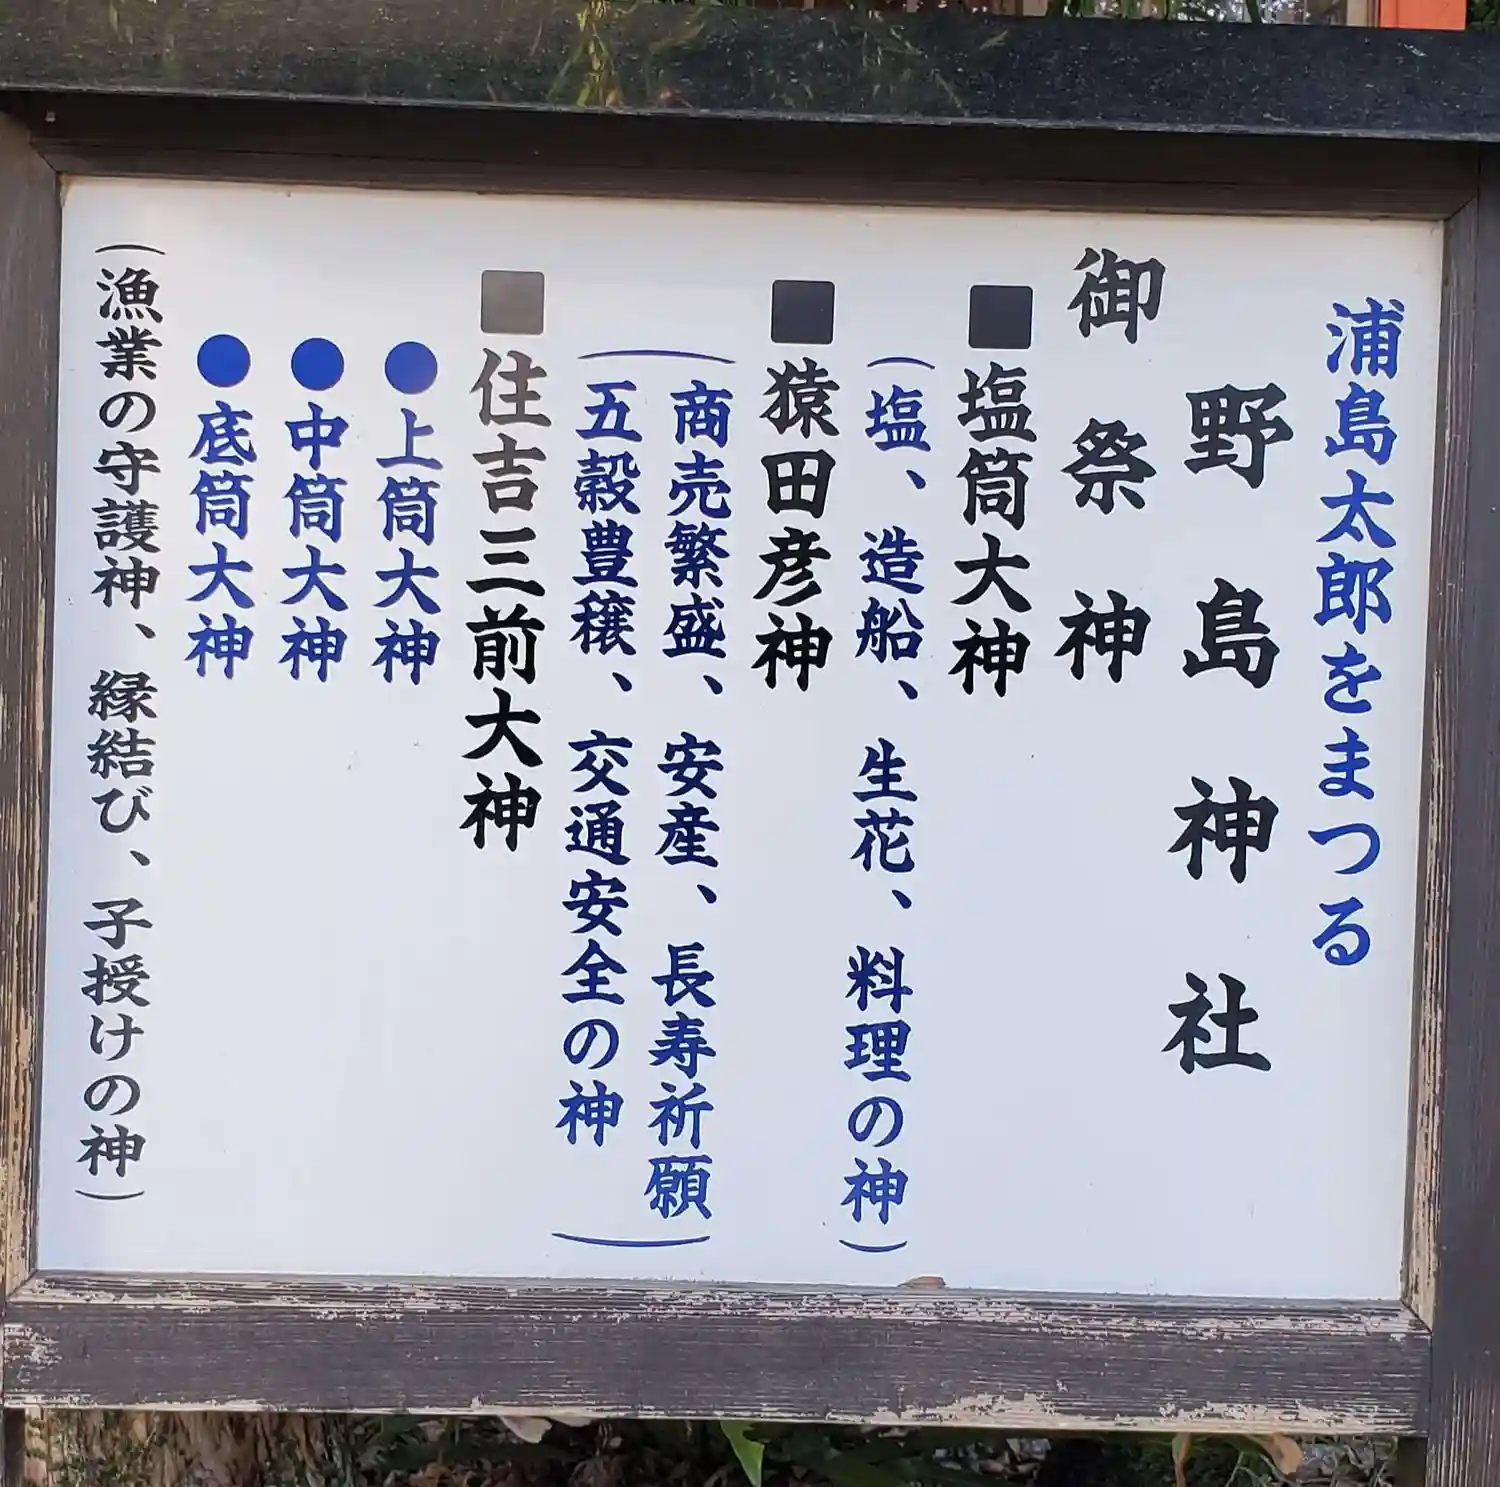 浦島太郎をまつる
野島神社
御祭神
■塩筒大神
（塩、造船、生花、料理の神）
■猿田彦神
（商売繁盛、安産、長寿祈願
五穀豊穣、交通安全の神）
■住吉三前大神
●上筒大神
●中筒大神
●底筒大神
（漁業の守護神、縁結び、子授けの神）